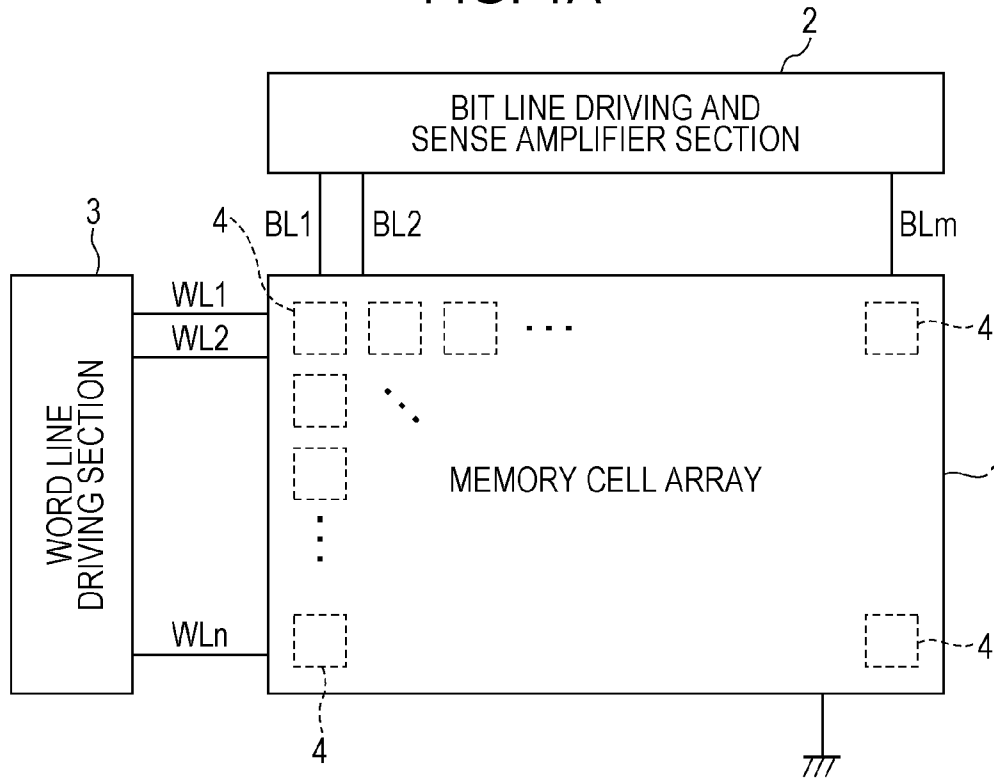 2
BIT LINE DRIVING AND
SENSE AMPLIFIER SECTION
3
4
BL1
BL2
BLm
WL1
WL2
4
WORD LINE
DRIVING SECTION
MEMORY CELL ARRAY
WLn
4
4